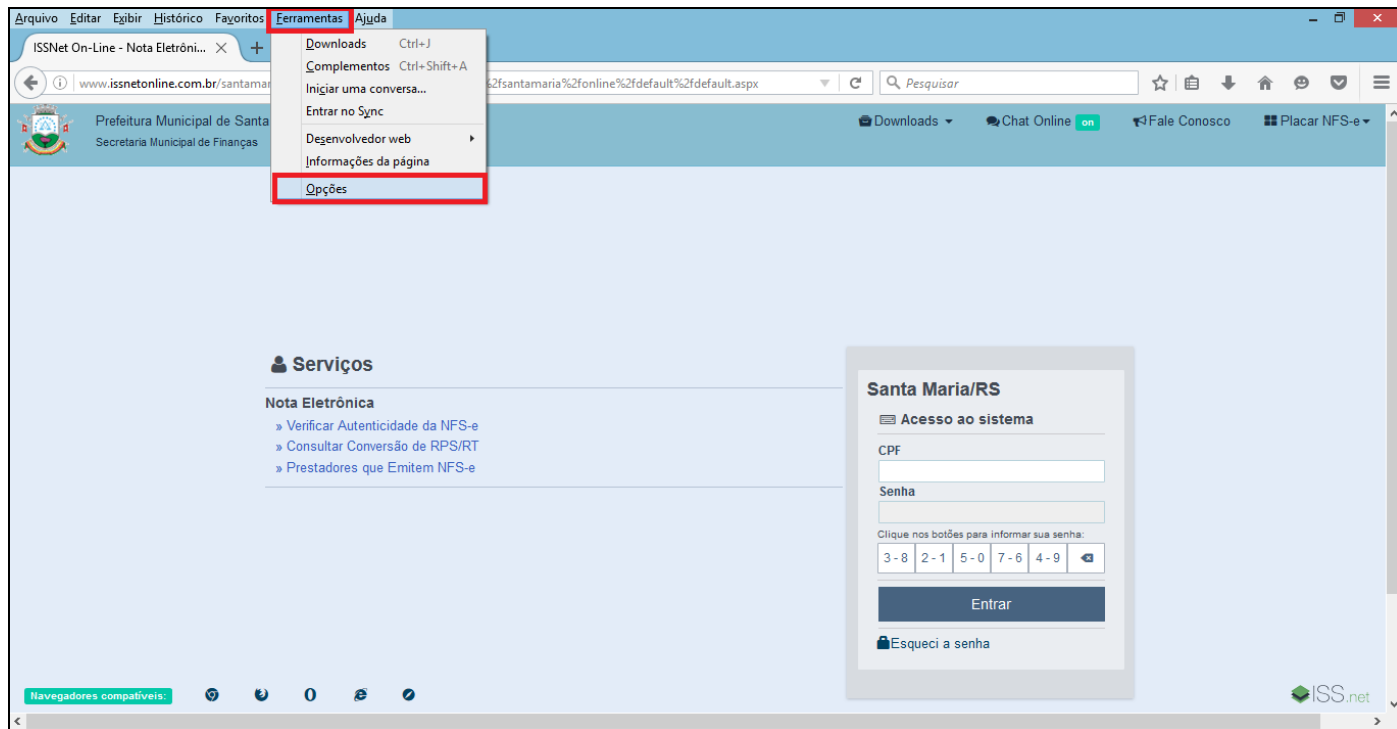 Arquivo Editar Exibir Histórico Favoritos Ferramentas Ajuda
ISSNet On-Line - Nota Eletrôni...
Downloads Ctrl+J
Complementos Ctrl+Shift+A
Iniciar uma conversa...
Entrar no Sync
Desenvolvedor web
Informações da página
Opções
www.issnetonline.com.br/santamar
%2fsantamaria%2fonline%2fdefault%2fdefault.aspx
Pesquisar
Prefeitura Municipal de Santa
Secretaria Municipal de Finanças
Downloads
Chat Online on
Fale Conosco
Placar NFS-e
Serviços
Nota Eletrônica
» Verificar Autenticidade da NFS-e
» Consultar Conversão de RPS/RT
» Prestadores que Emitem NFS-e
Santa Maria/RS
Acesso ao sistema
CPF
Senha
Clique nos botões para informar sua senha:
3 - 8 2 - 1 5 - 0 7 - 6 4 - 9
Entrar
Esqueci a senha
Navegadores compatíveis:
ISS.net